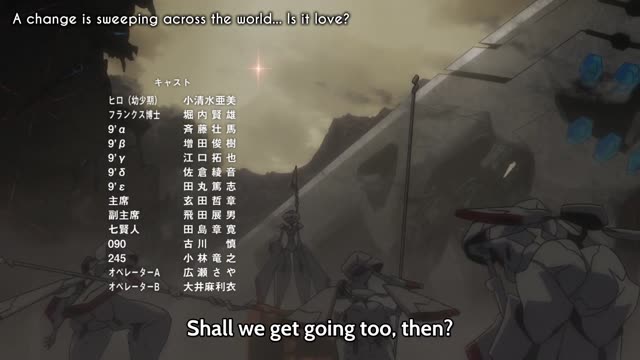 A change is sweeping across the world... Is it love?
キャスト
ヒロ（幼少期） 小清水亜美
フランクス博士 堀内賢雄
9'α 斉藤壮馬
9'β 増田俊樹
9'γ 江口拓也
9'δ 佐倉綾音
9'ε 田丸篤志
主席 玄田哲章
副主席 飛田展男
七賢人 田島章寛
090 古川 慎
245 小林竜之
オペレーターA 広瀬さや
オペレーターB 大井麻利衣
Shall we get going too, then?